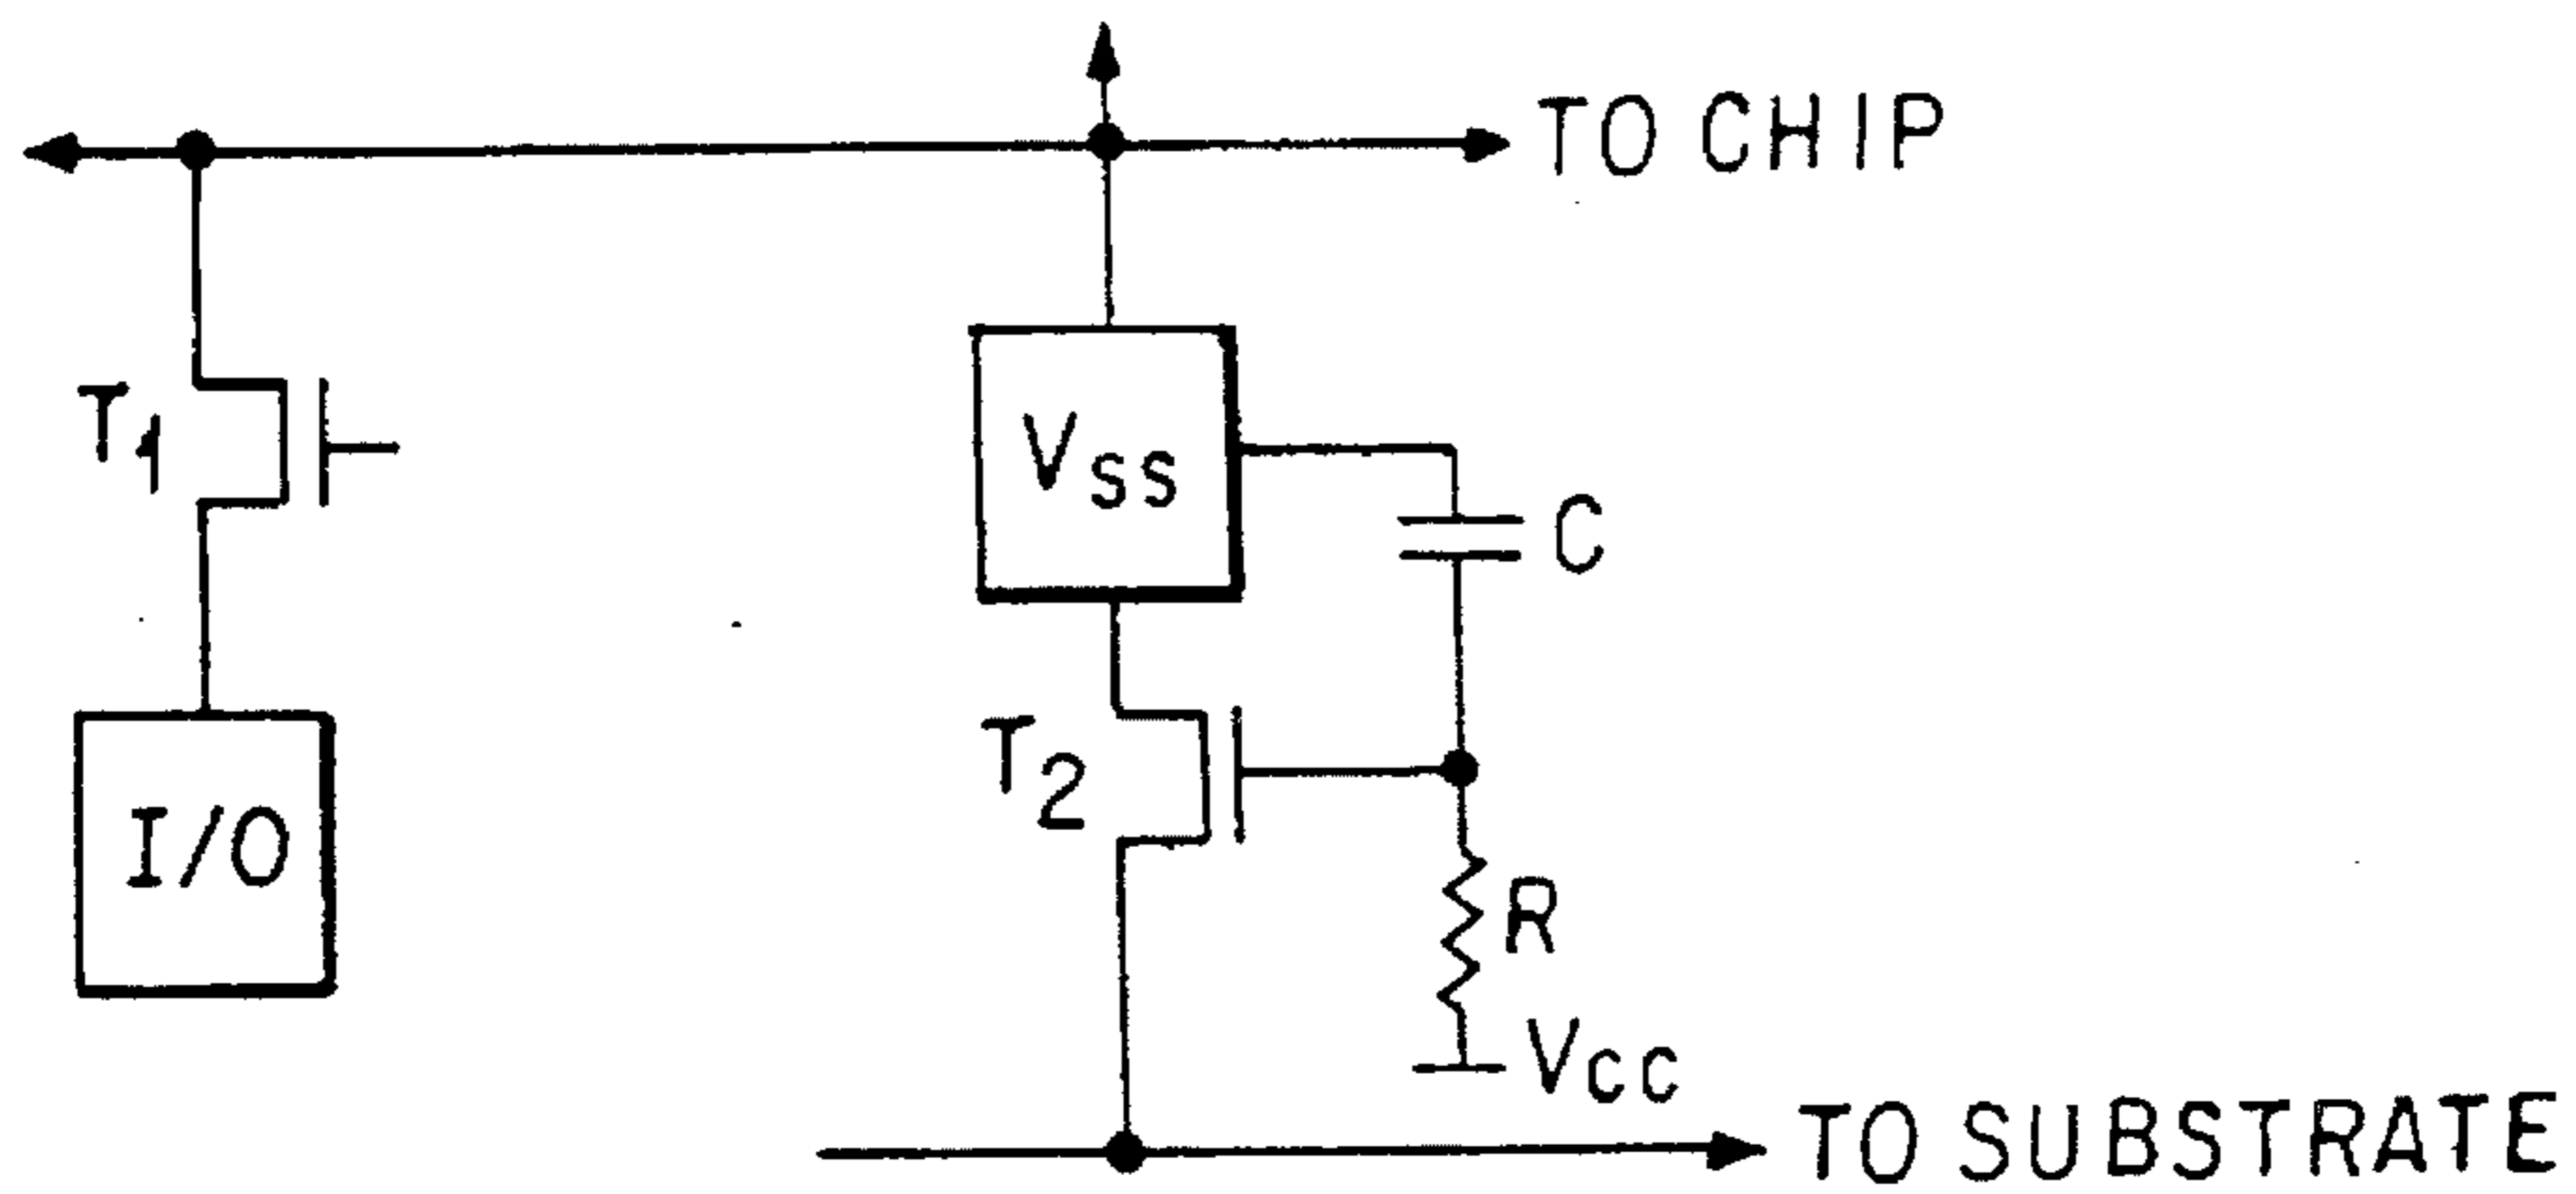 TO CHIP
T1
VSS
C
T2
I/O
R
VCC
TO SUBSTRATE